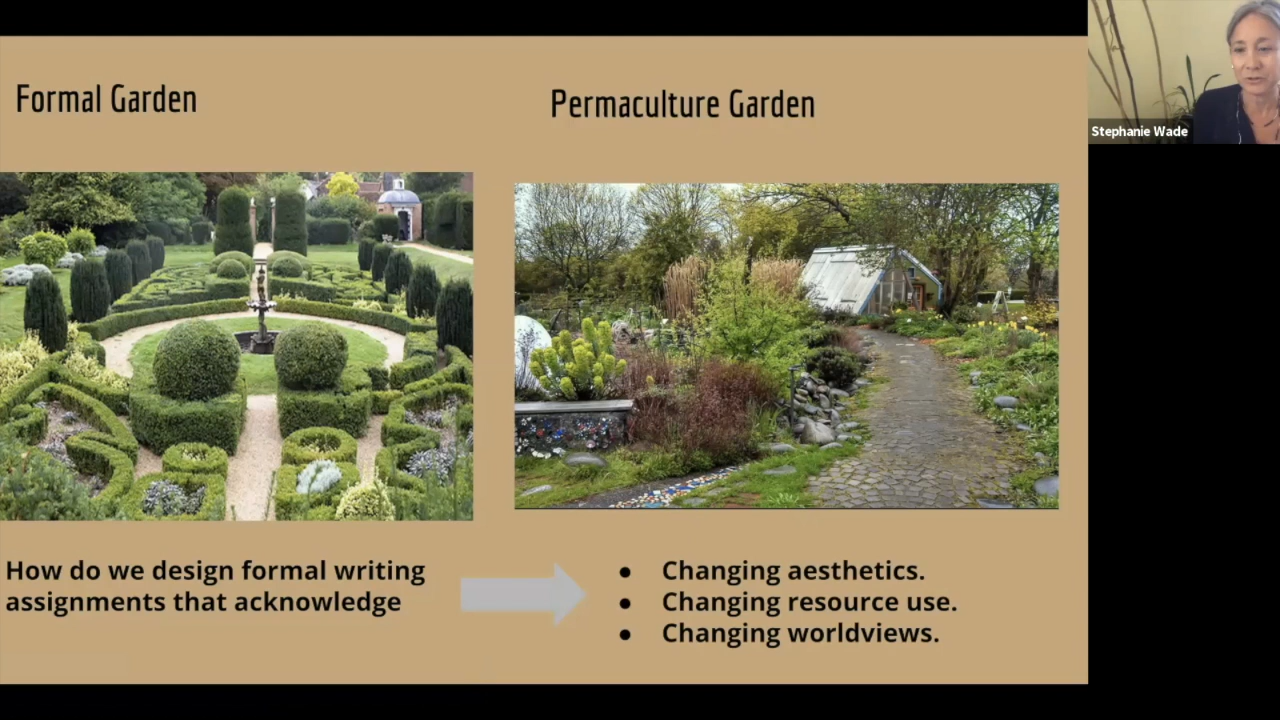 Formal Garden
Permaculture Garden
Stephanie Wade
How do we design formal writing
assignments that acknowledge
● Changing aesthetics.
● Changing resource use.
● Changing worldviews.